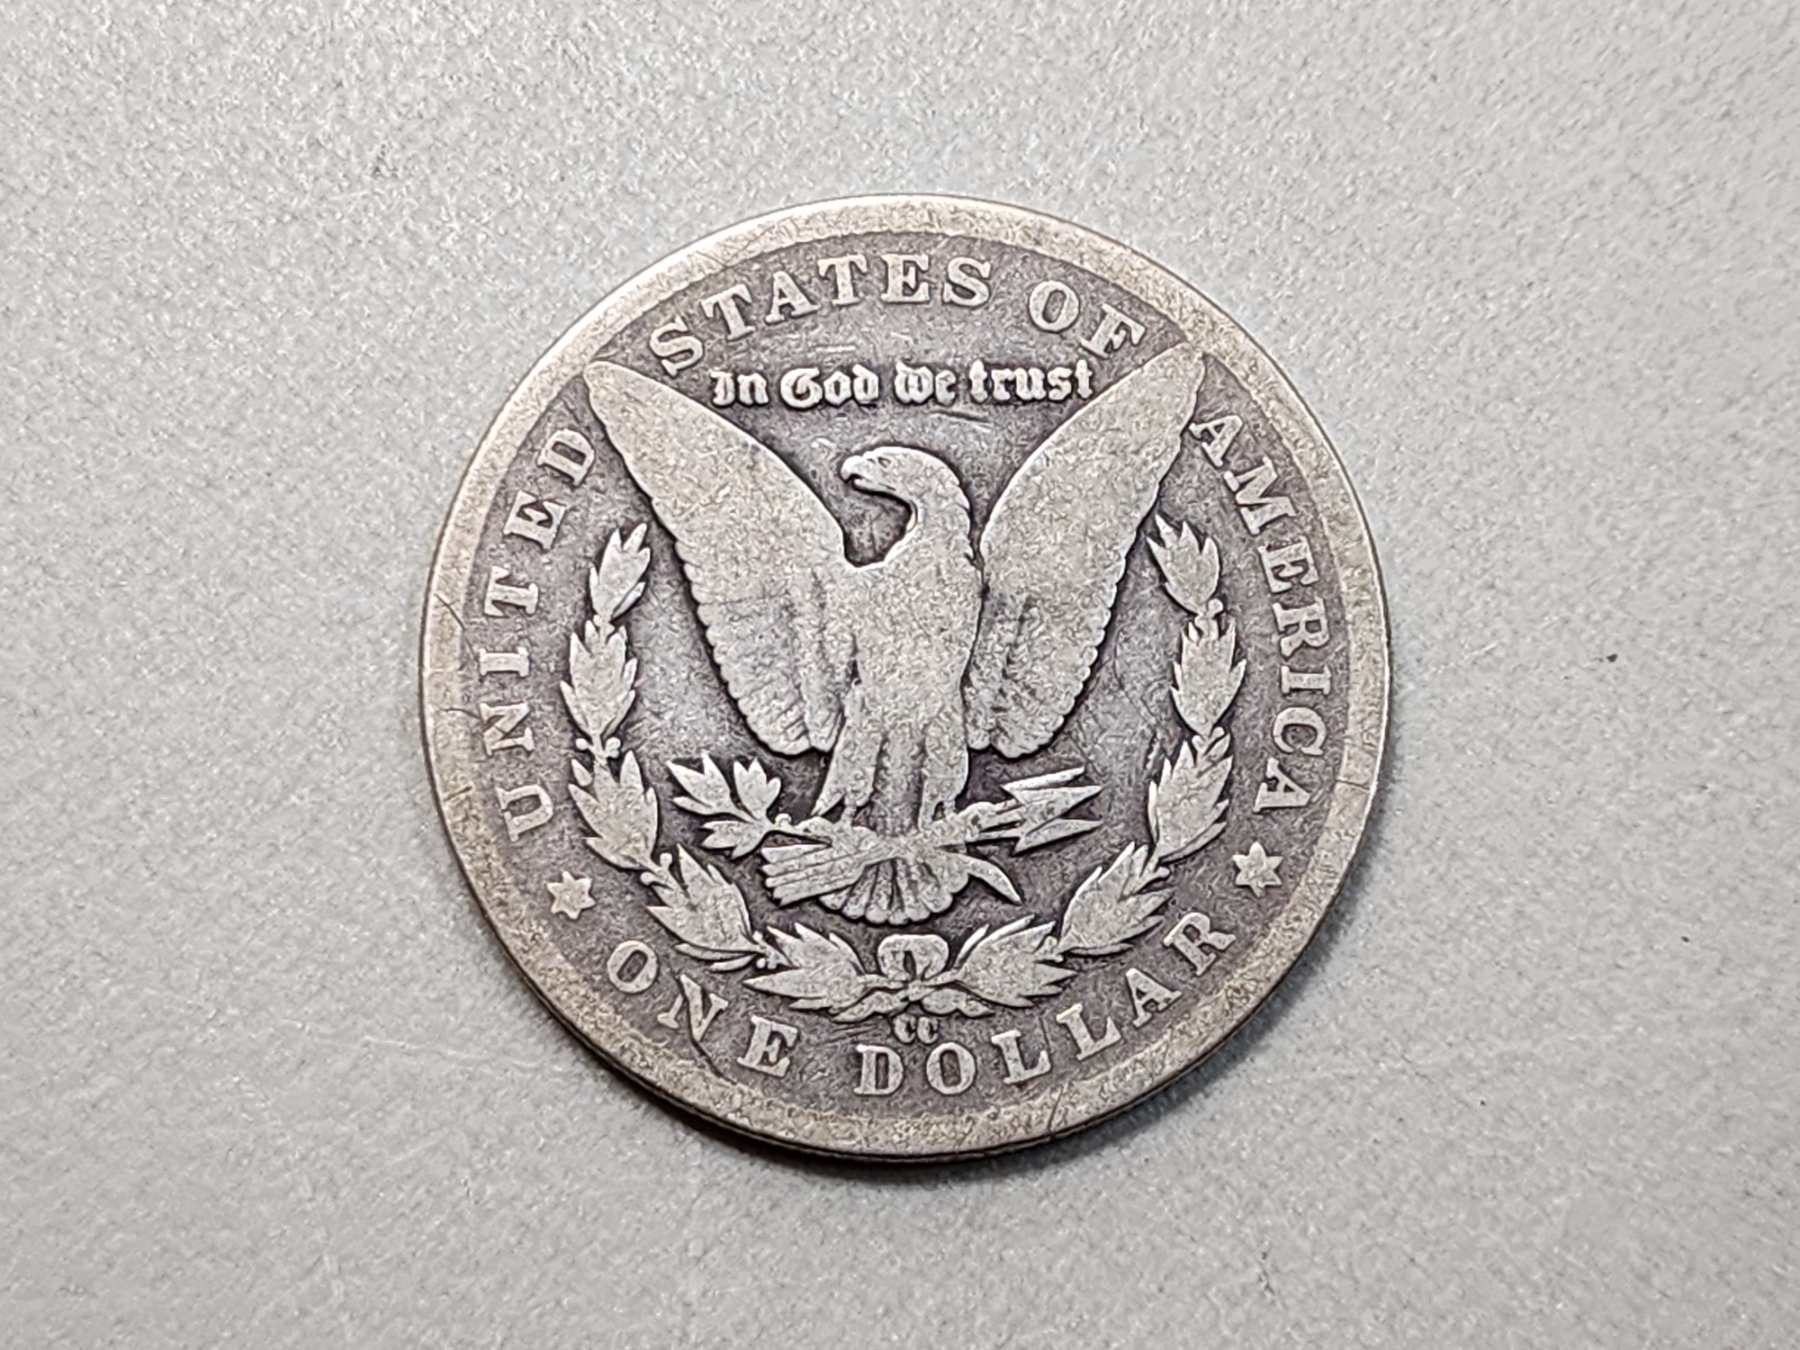 UNITED STATES OF AMERICA
In God we trust
CC
ONE DOLLAR